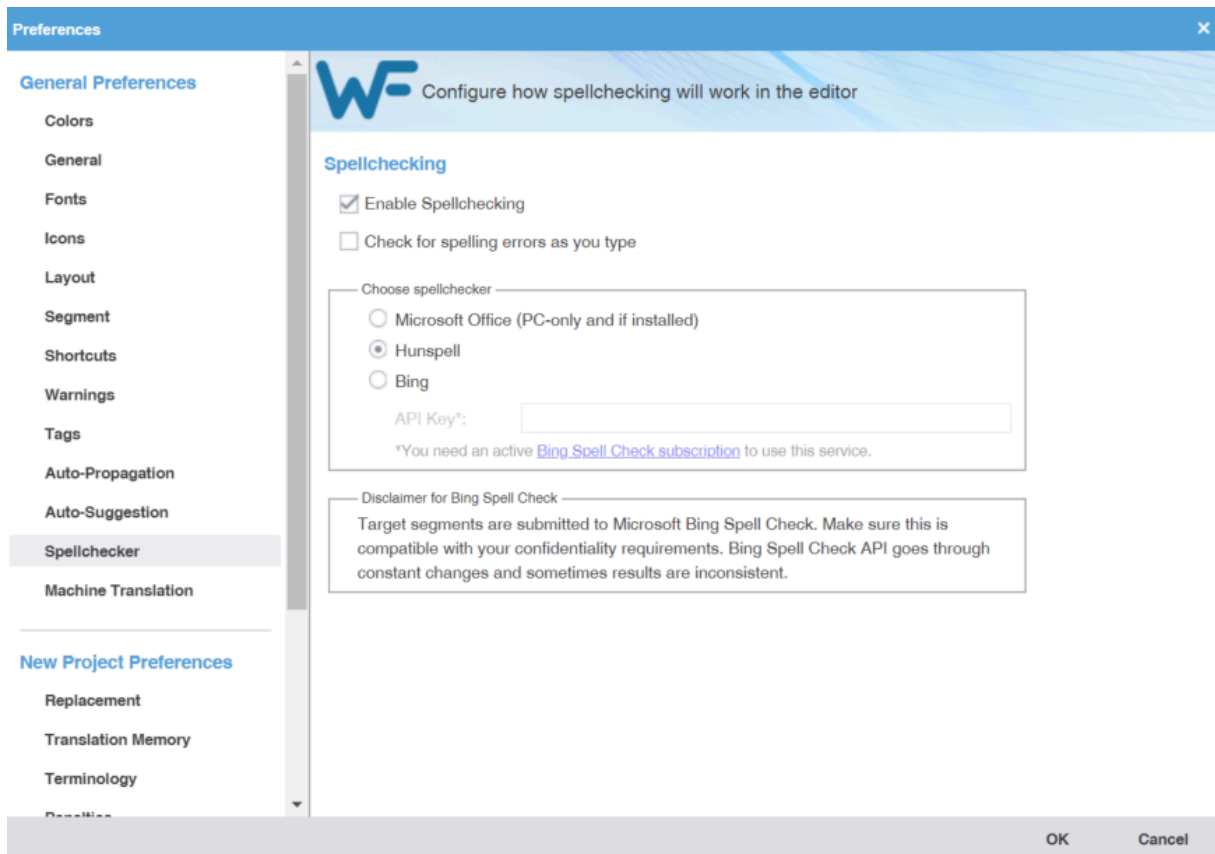 Preferences
General Preferences
Colors
General
Fonts
Icons
Layout
Segment
Shortcuts
Warnings
Tags
Auto-Propagation
Auto-Suggestion
Spellchecker
Machine Translation
New Project Preferences
Replacement
Translation Memory
Terminology
WF
Configure how spellchecking will work in the editor
Spellchecking
Enable Spellchecking
Check for spelling errors as you type
Choose spellchecker
Microsoft Office (PC-only and if installed)
Hunspell
Bing
API Key*:
*You need an active Bing Spell Check subscription to use this service.
Disclaimer for Bing Spell Check
Target segments are submitted to Microsoft Bing Spell Check. Make sure this is
compatible with your confidentiality requirements. Bing Spell Check API goes through
constant changes and sometimes results are inconsistent.
OK
Cancel